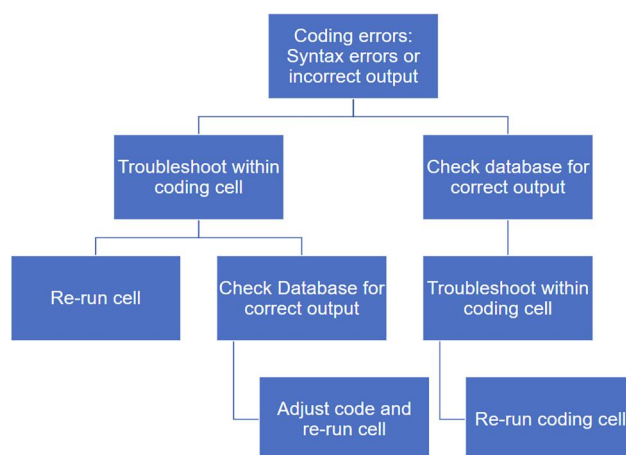 Coding errors:
Syntax errors or
incorrect output
Troubleshoot within
coding cell
Check database for
correct output
Re-run cell
Check Database for
correct output
Troubleshoot within
coding cell
Adjust code and
re-run cell
Re-run coding cell